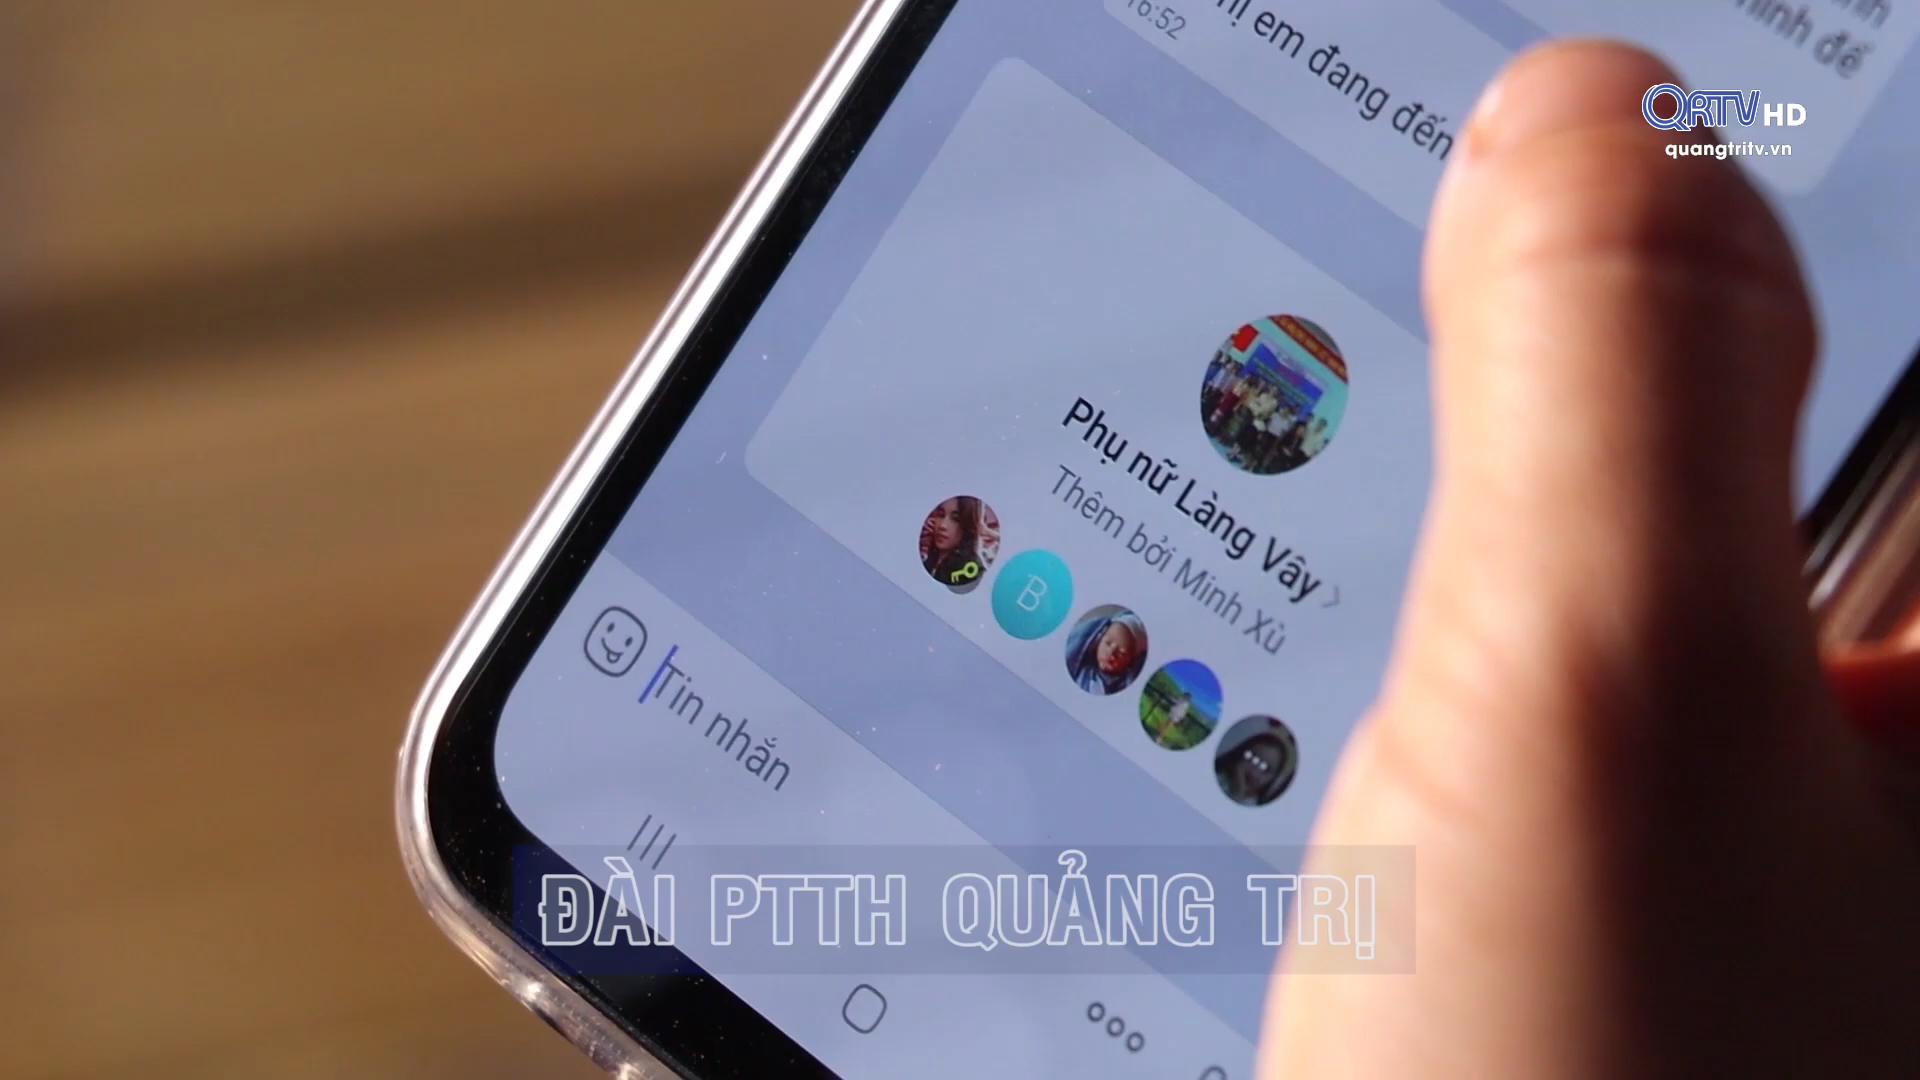 16:52
em đang đến
QRTV HD
quangtritv.vn
Phụ nữ Làng Vây
Thêm bởi Minh Xù
B
Tin nhắn
ĐÀI PTTH QUẢNG TRỊ